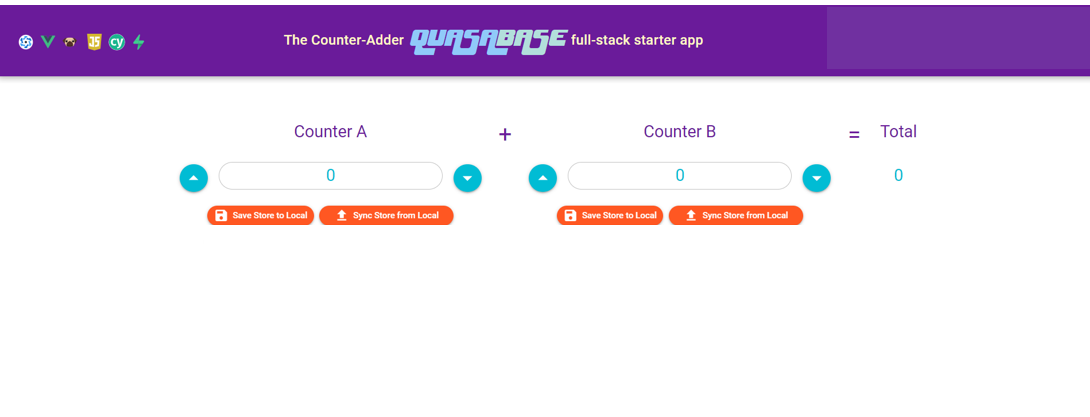 JS
cy
The Counter-Adder QUASABASE full-stack starter app
Counter A + Counter B = Total
0 0 0
Save Store to Local Sync Store from Local Save Store to Local Sync Store from Local